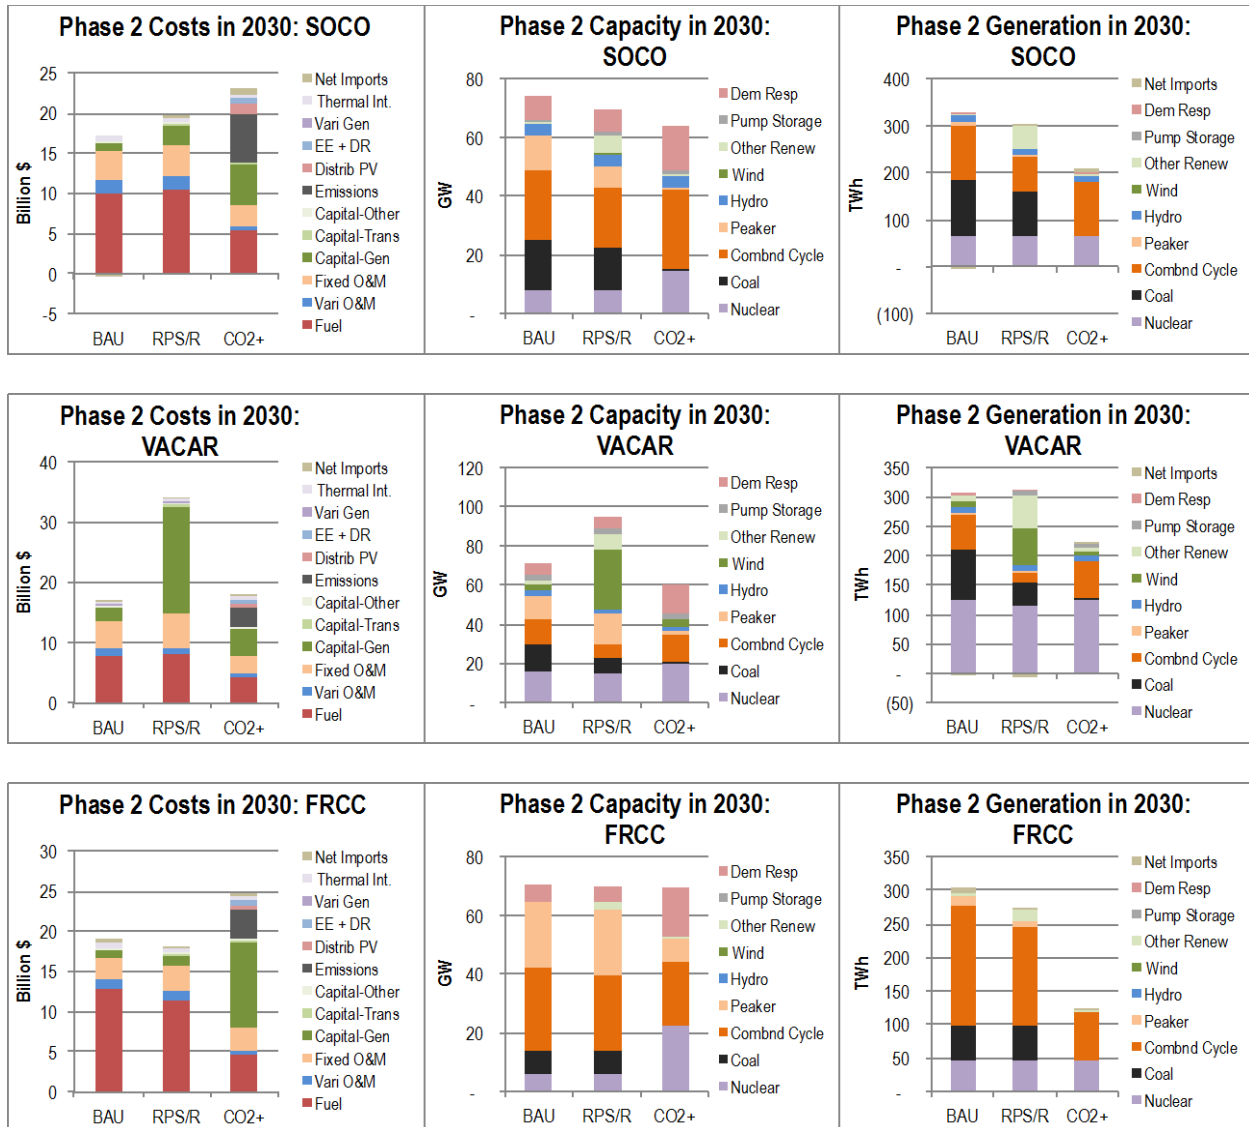 Phase 2 Costs in 2030: SOCO
25
20
15
10
5
0
-5
Billion $
BAU RPS/R CO2+
Net Imports
Thermal Int.
Vari Gen
EE + DR
Distrib PV
Emissions
Capital-Other
Capital-Trans
Capital-Gen
Fixed O&M
Vari O&M
Fuel
Phase 2 Capacity in 2030:
SOCO
80
60
40
20
-
GW
BAU RPS/R CO2+
Dem Resp
Pump Storage
Other Renew
Wind
Hydro
Peaker
Combnd Cycle
Coal
Nuclear
Phase 2 Generation in 2030:
SOCO
400
300
200
100
-
(100)
TWh
BAU RPS/R CO2+
Net Imports
Dem Resp
Pump Storage
Other Renew
Wind
Hydro
Peaker
Combnd Cycle
Coal
Nuclear
Phase 2 Costs in 2030:
VACAR
40
30
20
10
0
Billion $
BAU RPS/R CO2+
Net Imports
Thermal Int.
Vari Gen
EE + DR
Distrib PV
Emissions
Capital-Other
Capital-Trans
Capital-Gen
Fixed O&M
Vari O&M
Fuel
Phase 2 Capacity in 2030:
VACAR
120
100
80
60
40
20
-
GW
BAU RPS/R CO2+
Dem Resp
Pump Storage
Other Renew
Wind
Hydro
Peaker
Combnd Cycle
Coal
Nuclear
Phase 2 Generation in 2030:
VACAR
350
300
250
200
150
100
50
-
(50)
TWh
BAU RPS/R CO2+
Net Imports
Dem Resp
Pump Storage
Other Renew
Wind
Hydro
Peaker
Combnd Cycle
Coal
Nuclear
Phase 2 Costs in 2030: FRCC
30
25
20
15
10
5
0
Billion $
BAU RPS/R CO2+
Net Imports
Thermal Int.
Vari Gen
EE + DR
Distrib PV
Emissions
Capital-Other
Capital-Trans
Capital-Gen
Fixed O&M
Vari O&M
Fuel
Phase 2 Capacity in 2030:
FRCC
80
60
40
20
-
GW
BAU RPS/R CO2+
Dem Resp
Pump Storage
Other Renew
Wind
Hydro
Peaker
Combnd Cycle
Coal
Nuclear
Phase 2 Generation in 2030:
FRCC
350
300
250
200
150
100
50
-
TWh
BAU RPS/R CO2+
Net Imports
Dem Resp
Pump Storage
Other Renew
Wind
Hydro
Peaker
Combnd Cycle
Coal
Nuclear